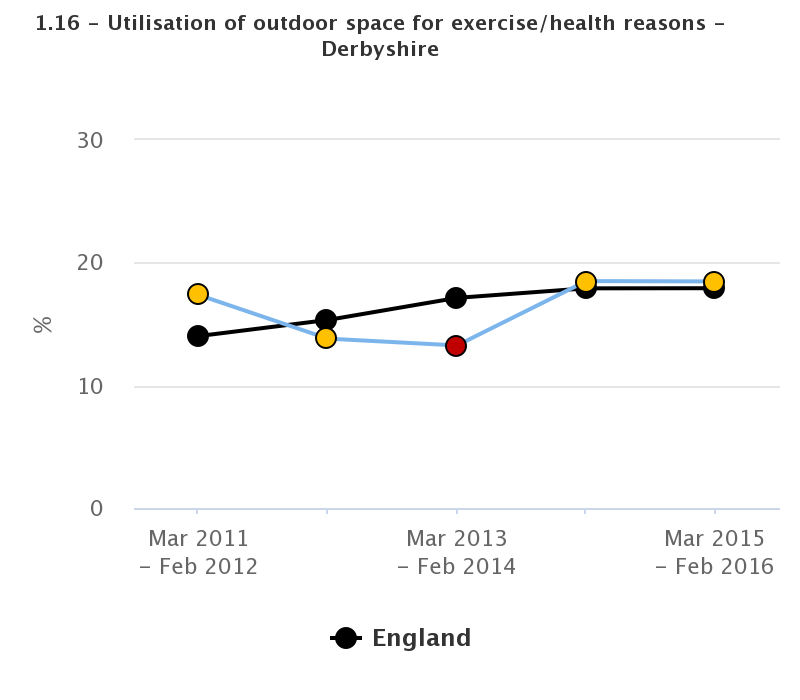 1.16 – Utilisation of outdoor space for exercise/health reasons –
Derbyshire
30
20
10
0
%
Mar 2011
– Feb 2012
Mar 2013
– Feb 2014
Mar 2015
– Feb 2016
England